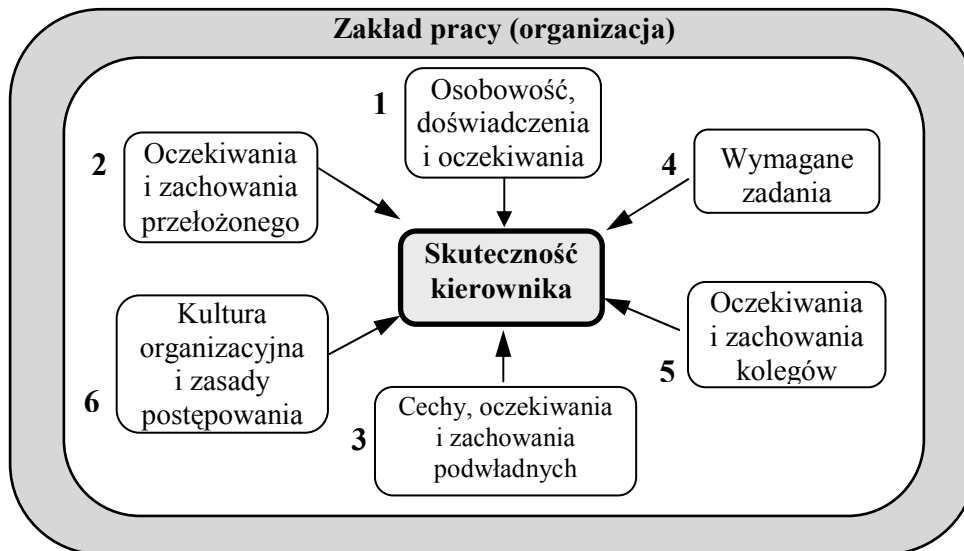 Zakład pracy (organizacja)
1
Osobowość,
doświadczenia
i oczekiwania
2
Oczekiwania
i zachowania
przełożonego
4
Wymagane
zadania
Skuteczność
kierownika
6
Kultura
organizacyjna
i zasady
postępowania
5
Oczekiwania
i zachowania
kolegów
3
Cechy, oczekiwania
i zachowania
podwładnych